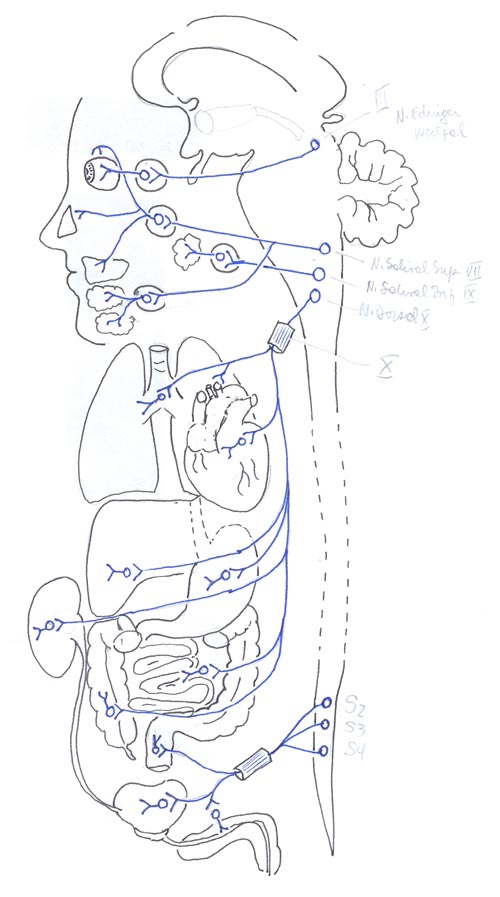 III
N. Edinger
Westfal
N. Salival Sup. VII
N. Salival Inf IX
N. Dorsal X
X
S2
S3
S4